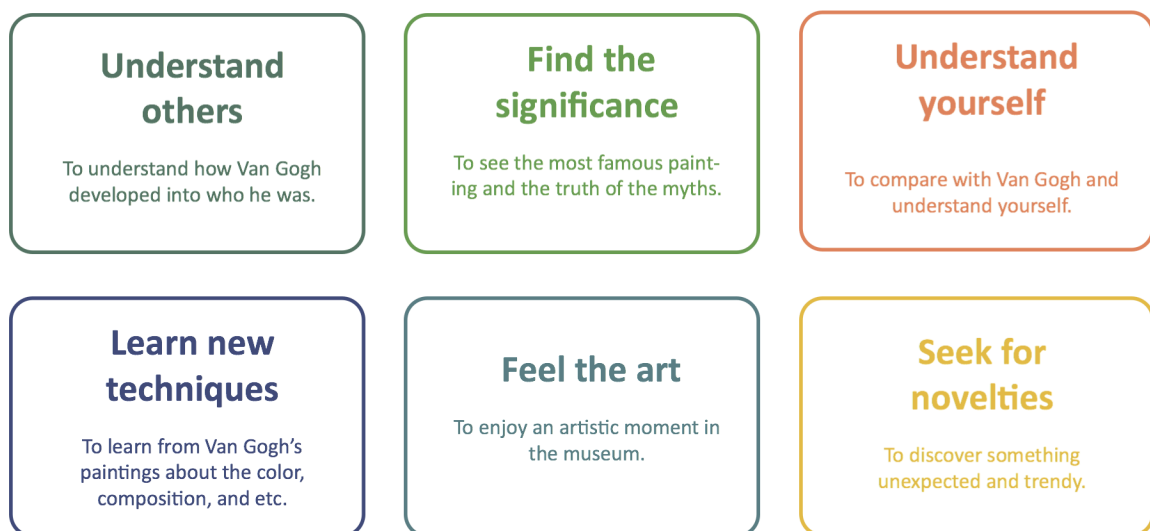 Understand
others
To understand how Van Gogh
developed into who he was.
Find the
significance
To see the most famous paint-
ing and the truth of the myths.
Understand
yourself
To compare with Van Gogh and
understand yourself.
Learn new
techniques
To learn from Van Gogh’s
paintings about the color,
composition, and etc.
Feel the art
To enjoy an artistic moment in
the museum.
Seek for
novelties
To discover something
unexpected and trendy.